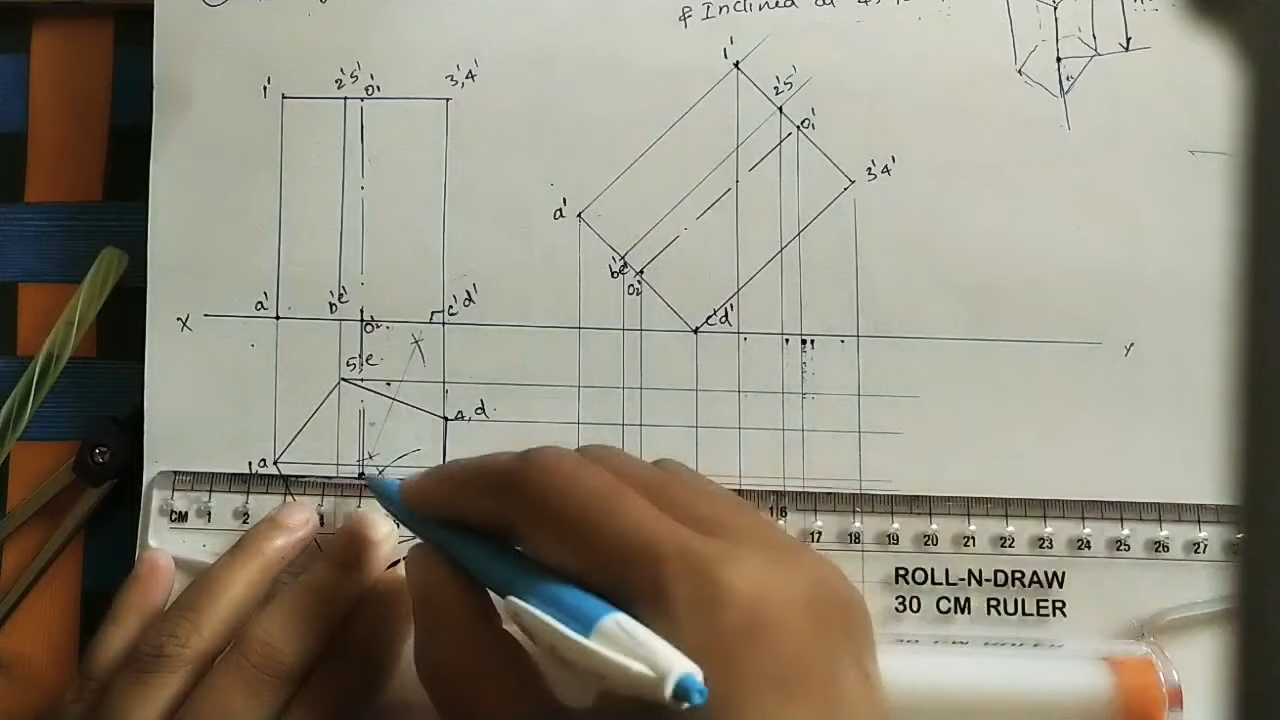 & Inclined at
1'
2'5'
O1'
3',4'
1'
2'5'
O1'
3'4'
a'
b'e'
O2'
c'd'
a'
b'e'
O2'
c'd'
X
Y
5,e
4,d
a
CM 1 2 16 17 18 19 20 21 22 23 24 25 26 27
ROLL-N-DRAW
30 CM RULER